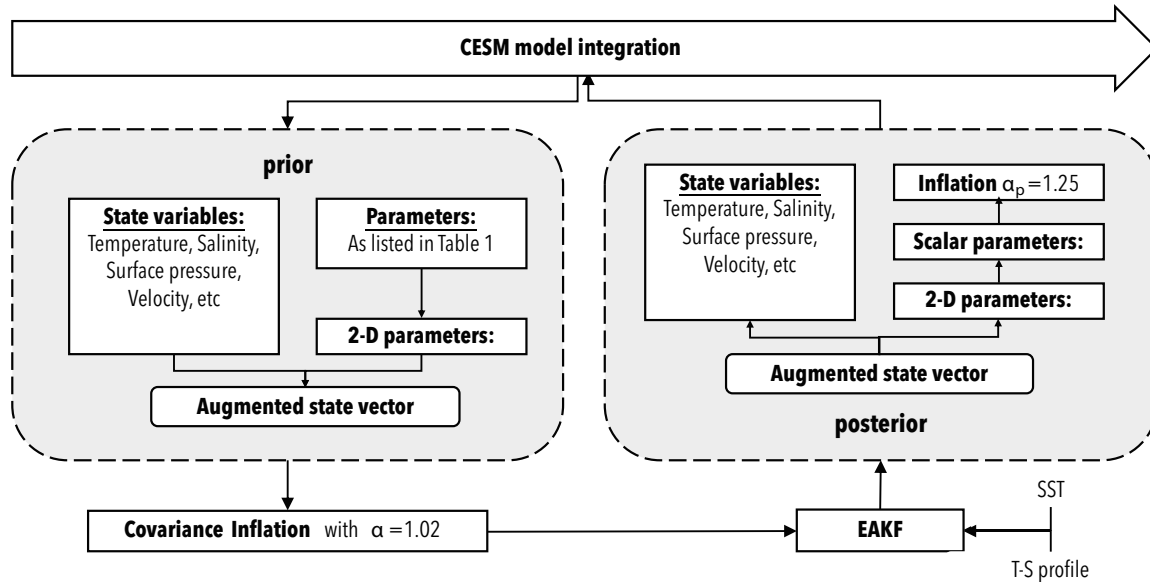 CESM model integration
prior
State variables:
Temperature, Salinity,
Surface pressure,
Velocity, etc
Parameters:
As listed in Table 1
2-D parameters:
Augmented state vector
State variables:
Temperature, Salinity,
Surface pressure,
Velocity, etc
Inflation αp=1.25
Scalar parameters:
2-D parameters:
Augmented state vector
posterior
Covariance Inflation with α=1.02
EAKF
SST
T-S profile